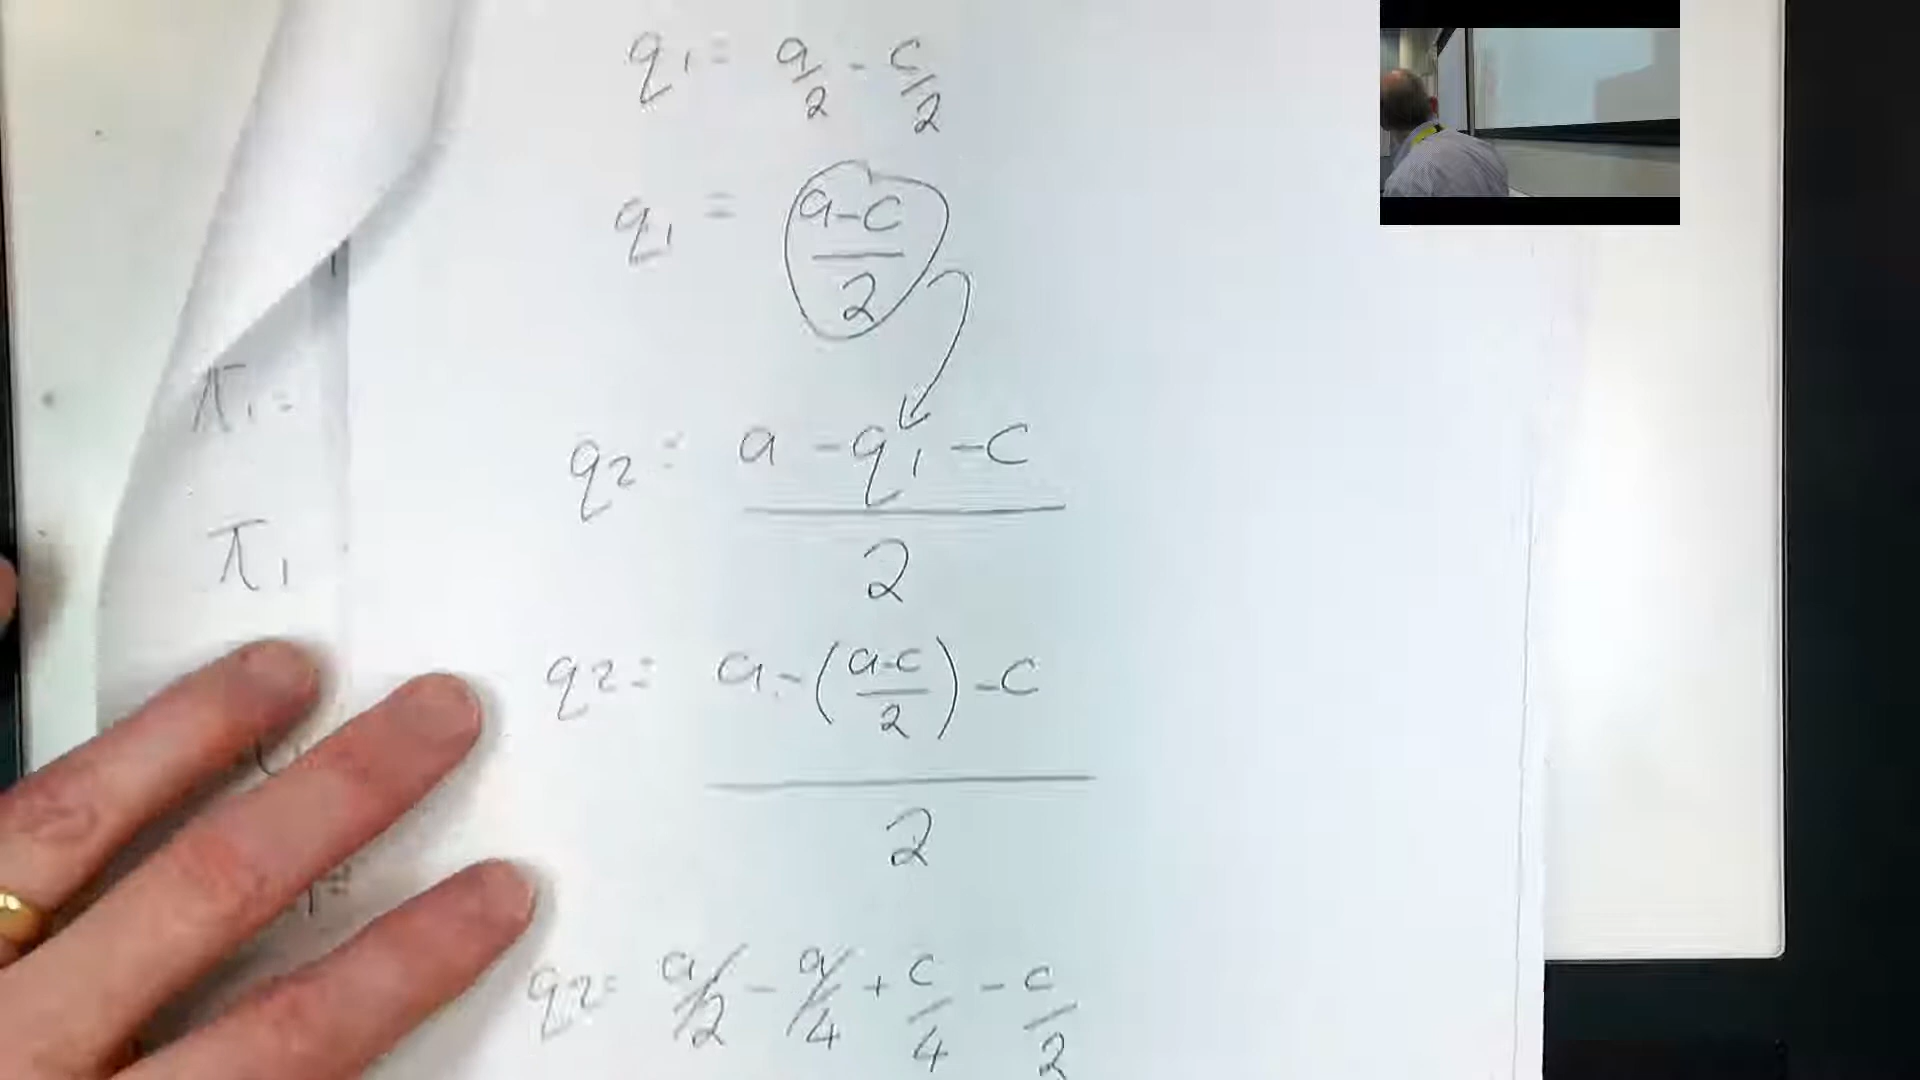 q₁ = a/2 - c/2
q₁ = (a-c)/2
π₁ =
q₂ = (a - q₁ - c)/2
π₁
q₂ = (a - ((a-c)/2) - c)/2
q₂ = a/2 - a/4 + c/4 - c/2